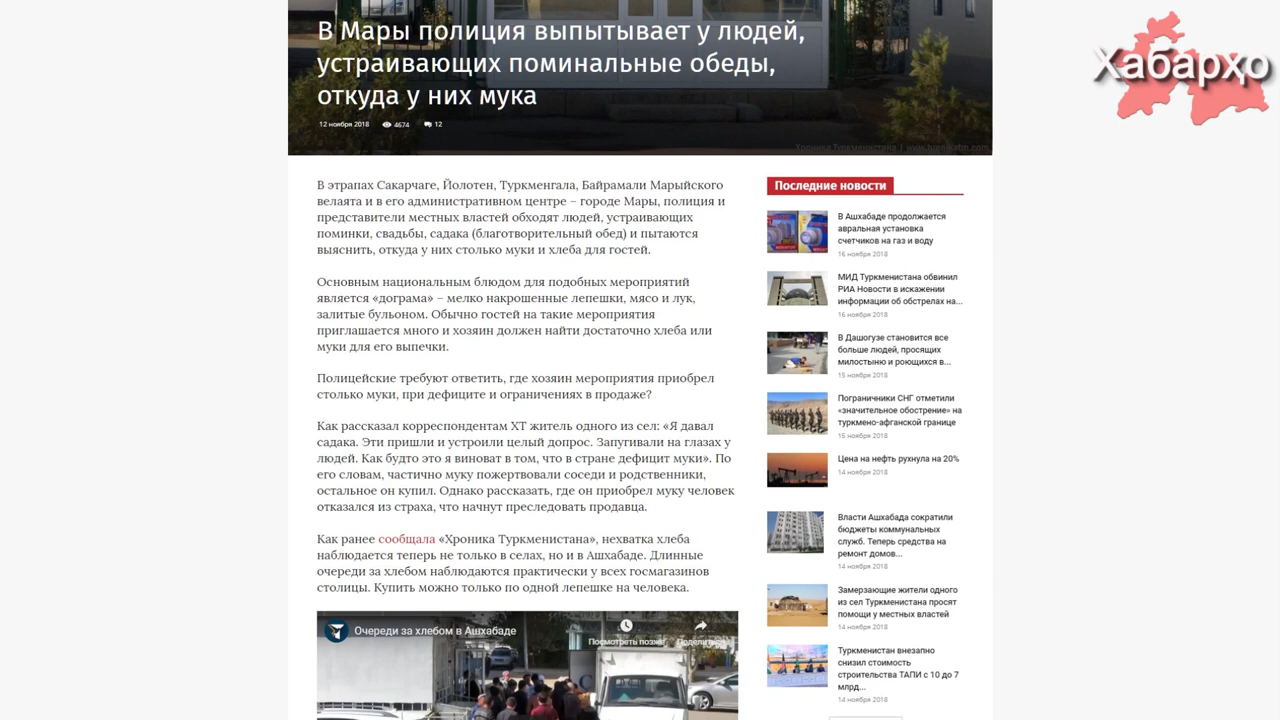 В Мары полиция выпытывает у людей,
устраивающих поминальные обеды,
откуда у них мука
12 ноября 2018 4674 12
Хроника Туркменистана | www.hronikatm.com
Хабарҳо
В этрапах Сакарчаге, Йолотен, Туркменгала, Байрамали Марыйского
велаята и в его административном центре – городе Мары, полиция и
представители местных властей обходят людей, устраивающих
поминки, свадьбы, садака (благотворительный обед) и пытаются
выяснить, откуда у них столько муки и хлеба для гостей.
Основным национальным блюдом для подобных мероприятий
является «дограма» – мелко накрошенные лепешки, мясо и лук,
залитые бульоном. Обычно гостей на такие мероприятия
приглашается много и хозяин должен найти достаточно хлеба или
муки для его выпечки.
Полицейские требуют ответить, где хозяин мероприятия приобрел
столько муки, при дефиците и ограничениях в продаже?
Как рассказал корреспондентам ХТ житель одного из сел: «Я давал
садака. Эти пришли и устроили целый допрос. Запугивали на глазах у
людей. Как будто это я виноват в том, что в стране дефицит муки». По
его словам, частично муку пожертвовали соседи и родственники,
остальное он купил. Однако рассказать, где он приобрел муку человек
отказался из страха, что начнут преследовать продавца.
Как ранее сообщала «Хроника Туркменистана», нехватка хлеба
наблюдается теперь не только в селах, но и в Ашхабаде. Длинные
очереди за хлебом наблюдаются практически у всех госмагазинов
столицы. Купить можно только по одной лепешке на человека.
Очереди за хлебом в Ашхабаде
Посмотреть позже Поделиться
Последние новости
В Ашхабаде продолжается
авральная установка
счетчиков на газ и воду
16 ноября 2018
МИД Туркменистана обвинил
РИА Новости в искажении
информации об обстрелах на...
16 ноября 2018
В Дашогузе становится все
больше людей, просящих
милостыню и роющихся в...
15 ноября 2018
Пограничники СНГ отметили
«значительное обострение» на
туркмено-афганской границе
15 ноября 2018
Цена на нефть рухнула на 20%
14 ноября 2018
Власти Ашхабада сократили
бюджеты коммунальных
служб. Теперь средства на
ремонт домов...
14 ноября 2018
Замерзающие жители одного
из сел Туркменистана просят
помощи у местных властей
14 ноября 2018
Туркменистан внезапно
снизил стоимость
строительства ТАПИ с 10 до 7
млрд...
14 ноября 2018